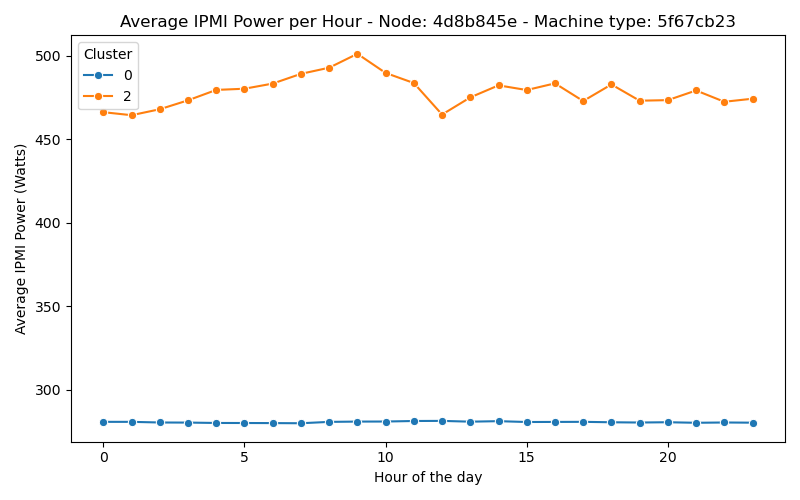 Average IPMI Power per Hour - Node: 4d8b845e - Machine type: 5f67cb23
Cluster
0
2
500
450
400
350
300
Average IPMI Power (Watts)
0 5 10 15 20
Hour of the day